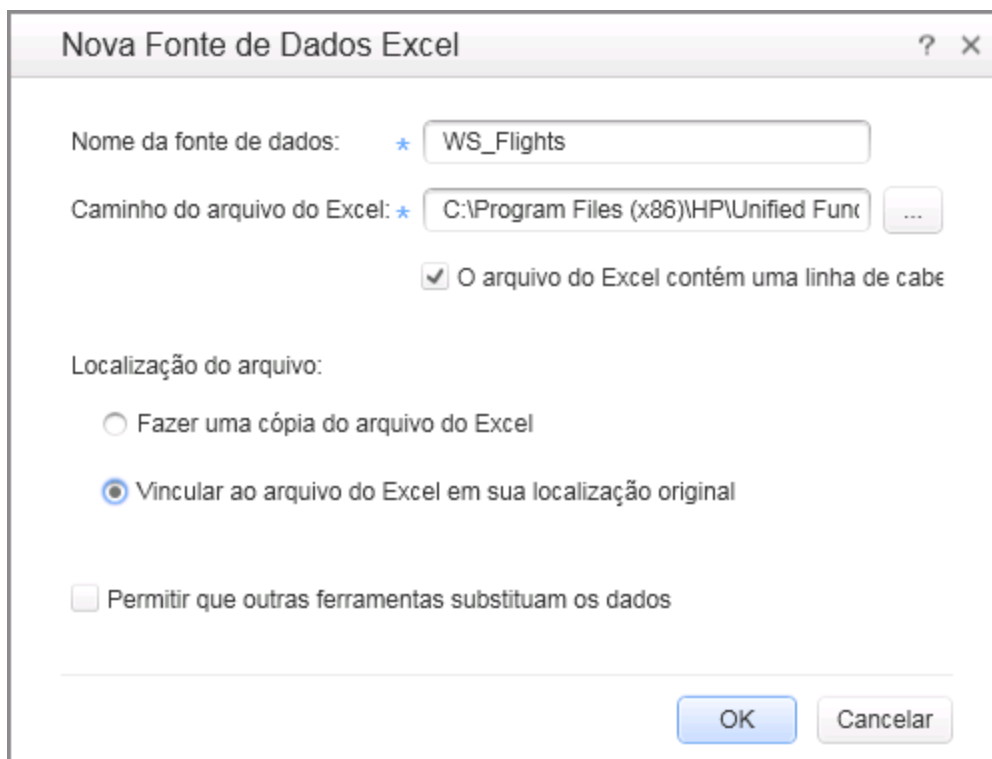 Nova Fonte de Dados Excel ? ×
Nome da fonte de dados: * WS_Flights
Caminho do arquivo do Excel: * C:\Program Files (x86)\HP\Unified Func ...
O arquivo do Excel contém uma linha de cabe
Localização do arquivo:
Fazer uma cópia do arquivo do Excel
Vincular ao arquivo do Excel em sua localização original
Permitir que outras ferramentas substituam os dados
OK Cancelar